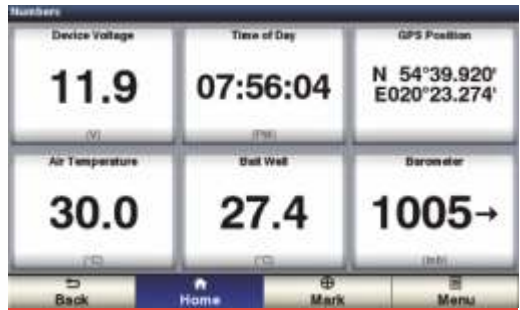 Numbers
Device Voltage
11.9
(V)
Time of Day
07:56:04
(PM)
GPS Position
N 54°39.920'
E020°23.274'
Air Temperature
30.0
(°C)
Bait Well
27.4
(°C)
Barometer
1005→
(mb)
Back
Home
Mark
Menu